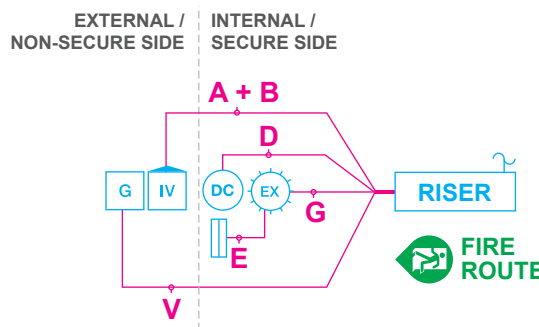 EXTERNAL /
NON-SECURE SIDE
INTERNAL /
SECURE SIDE
A + B
D
G
IV
DC
EX
RISER
G
E
V
FIRE
ROUTE